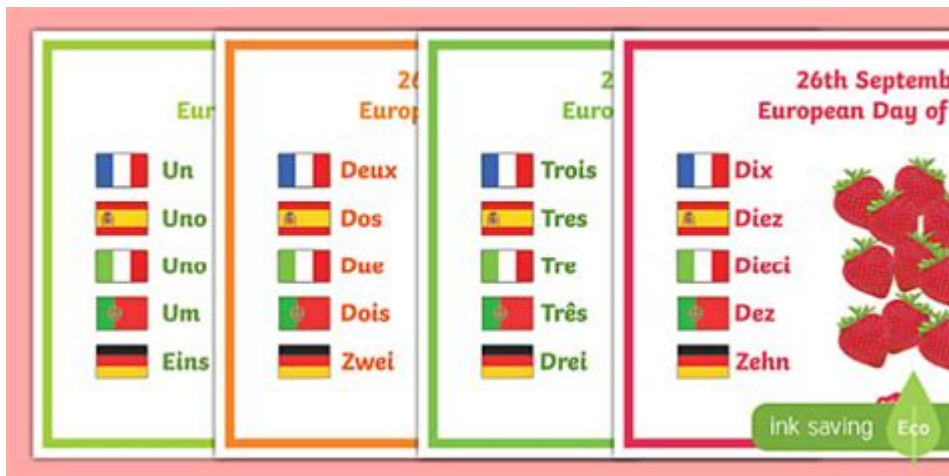 Eur
Un
Uno
Uno
Um
Eins
26
Europ
Deux
Dos
Due
Dois
Zwei
2
Euro
Trois
Tres
Tre
Três
Drei
26th Septemb
European Day of
Dix
Diez
Dieci
Dez
Zehn
ink saving
Eco